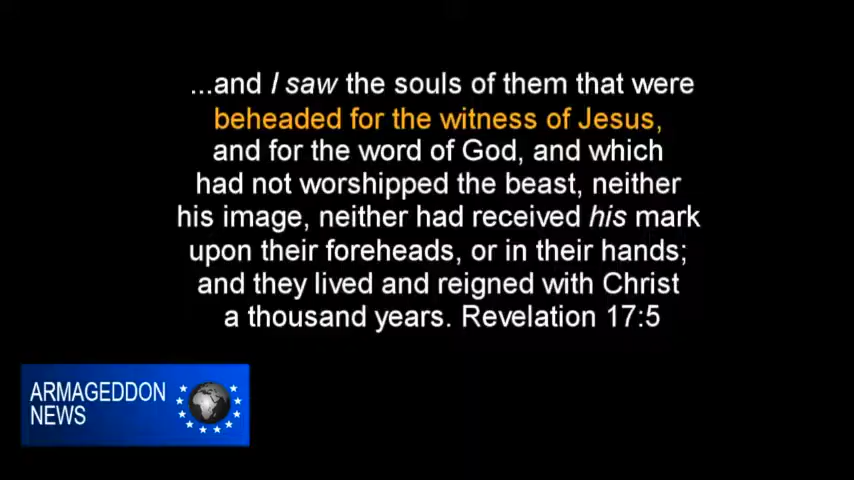 ...and I saw the souls of them that were
beheaded for the witness of Jesus,
and for the word of God, and which
had not worshipped the beast, neither
his image, neither had received his mark
upon their foreheads, or in their hands;
and they lived and reigned with Christ
a thousand years. Revelation 17:5
ARMAGEDDON
NEWS